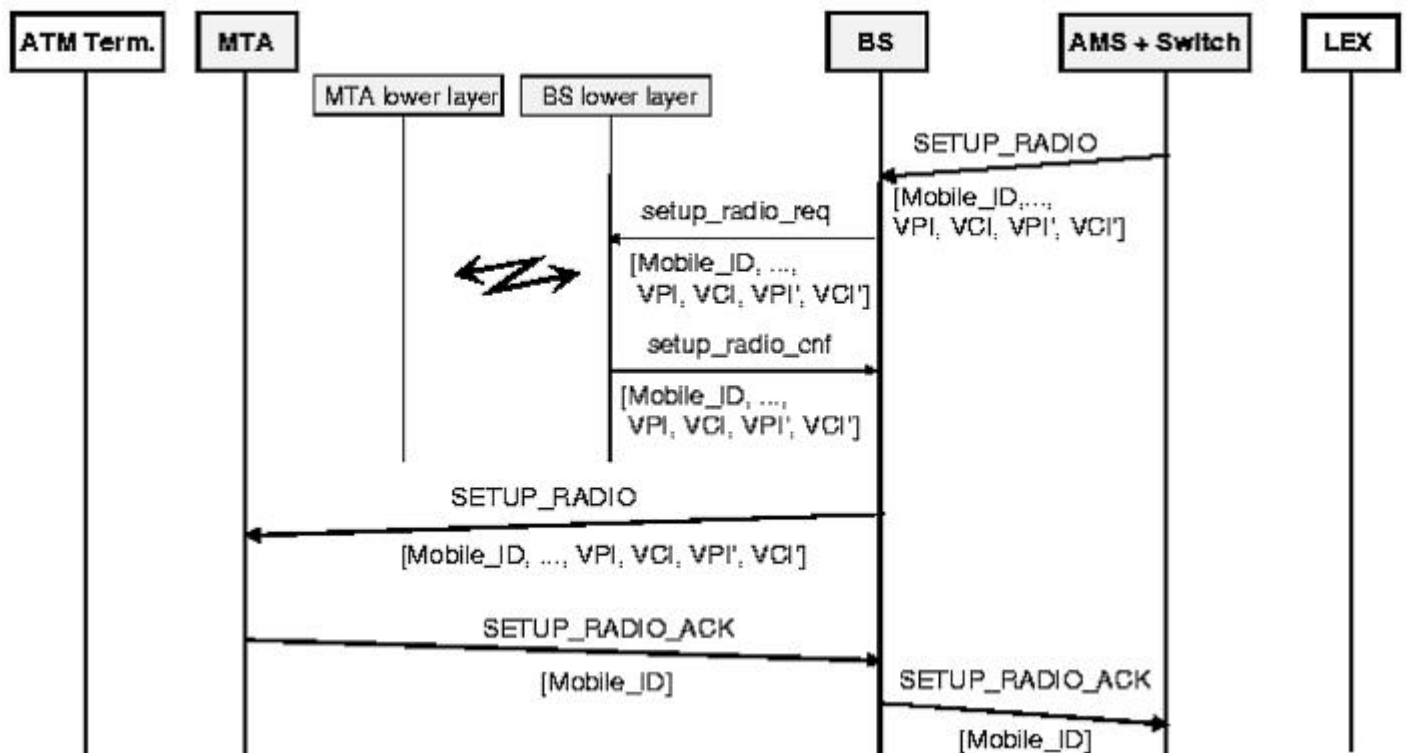 ATM Term.
MTA
BS
AMS + Switch
LEX
MTA lower layer
BS lower layer
SETUP_RADIO
[Mobile_ID,...,
VPI, VCI, VPI', VCI']
setup_radio_req
[Mobile_ID, ...,
VPI, VCI, VPI', VCI']
setup_radio_cnf
[Mobile_ID, ...,
VPI, VCI, VPI', VCI']
SETUP_RADIO
[Mobile_ID, ..., VPI, VCI, VPI', VCI']
SETUP_RADIO_ACK
[Mobile_ID]
SETUP_RADIO_ACK
[Mobile_ID]